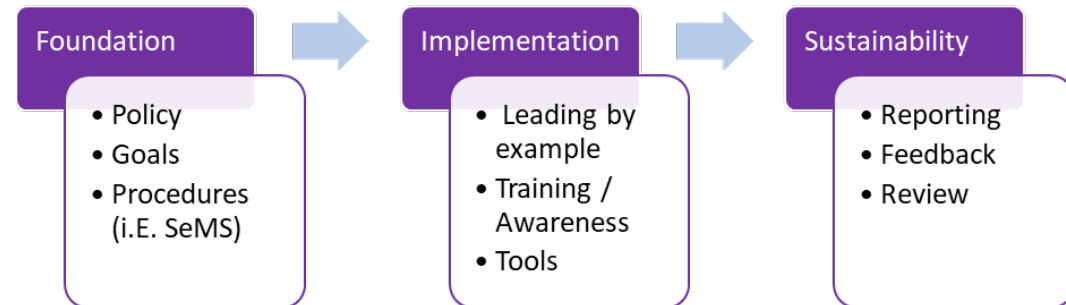 Foundation
• Policy
• Goals
• Procedures
(i.E. SeMS)
Implementation
• Leading by
example
• Training /
Awareness
• Tools
Sustainability
• Reporting
• Feedback
• Review